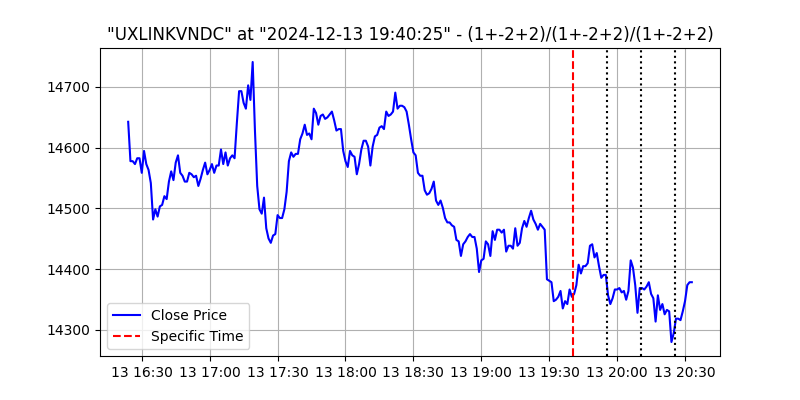 "UXLINKVNDC" at "2024-12-13 19:40:25" - (1+-2+2)/(1+-2+2)/(1+-2+2)
14700
14600
14500
14400
14300
Close Price
Specific Time
13 16:30 13 17:00 13 17:30 13 18:00 13 18:30 13 19:00 13 19:30 13 20:00 13 20:30